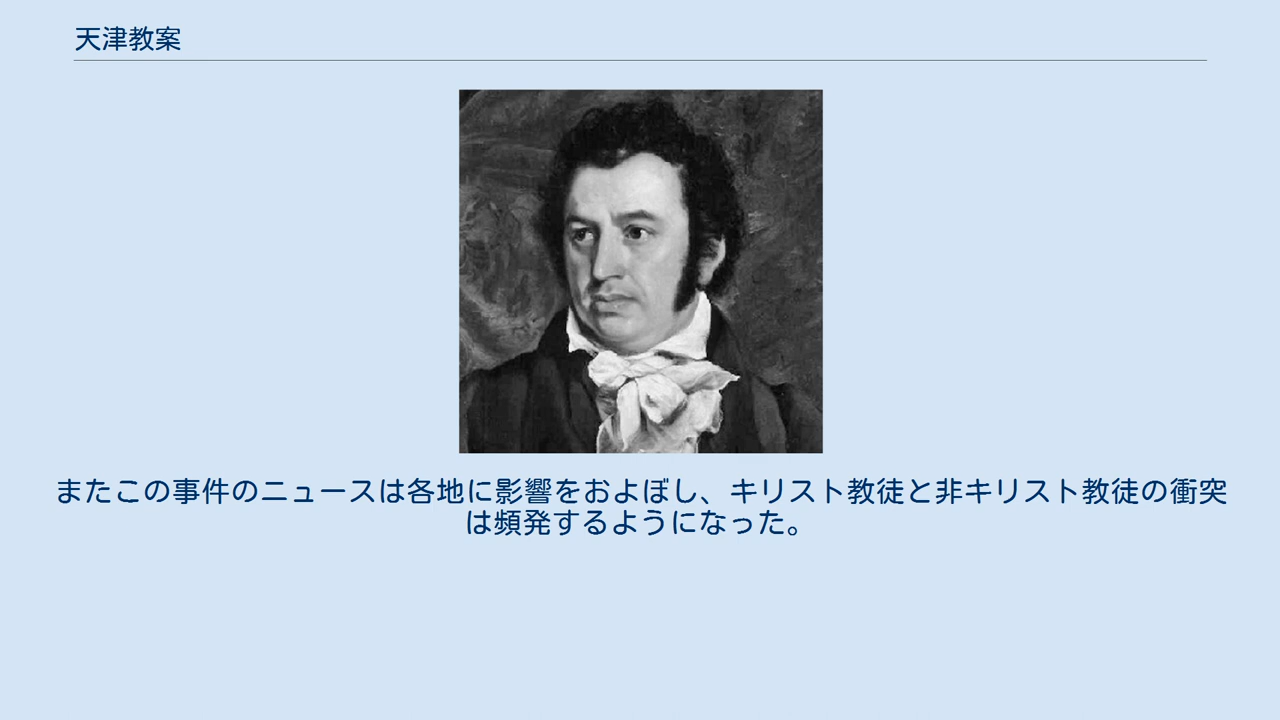 天津教案
またこの事件のニュースは各地に影響をおよぼし、キリスト教徒と非キリスト教徒の衝突
は頻発するようになった。